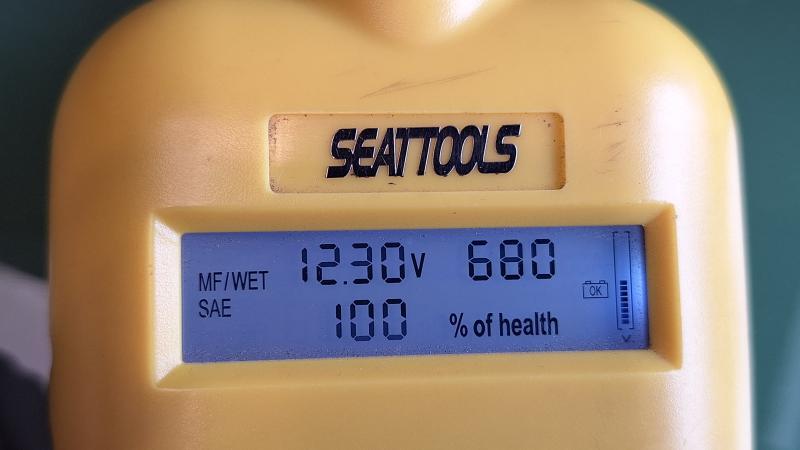 SEATTOOLS
MF/WET 12.30V 680
OK
SAE 100 % of health
V